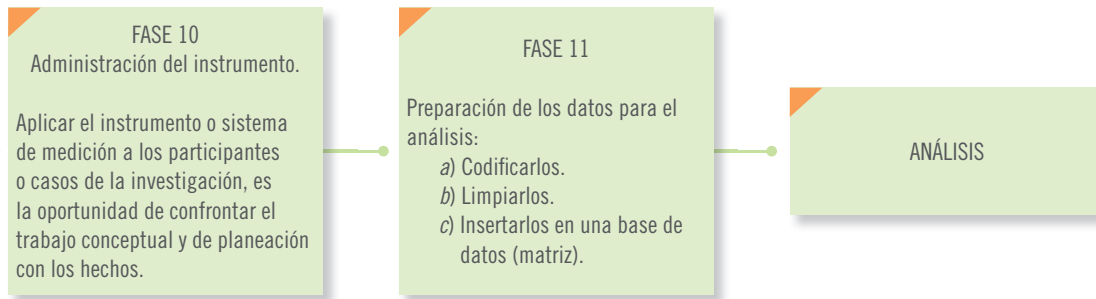 FASE 10
Administración del instrumento.
Aplicar el instrumento o sistema
de medición a los participantes
o casos de la investigación, es
la oportunidad de confrontar el
trabajo conceptual y de planeación
con los hechos.
FASE 11
Preparación de los datos para el
análisis:
a) Codificarlos.
b) Limpiarlos.
c) Insertarlos en una base de
datos (matriz).
ANÁLISIS